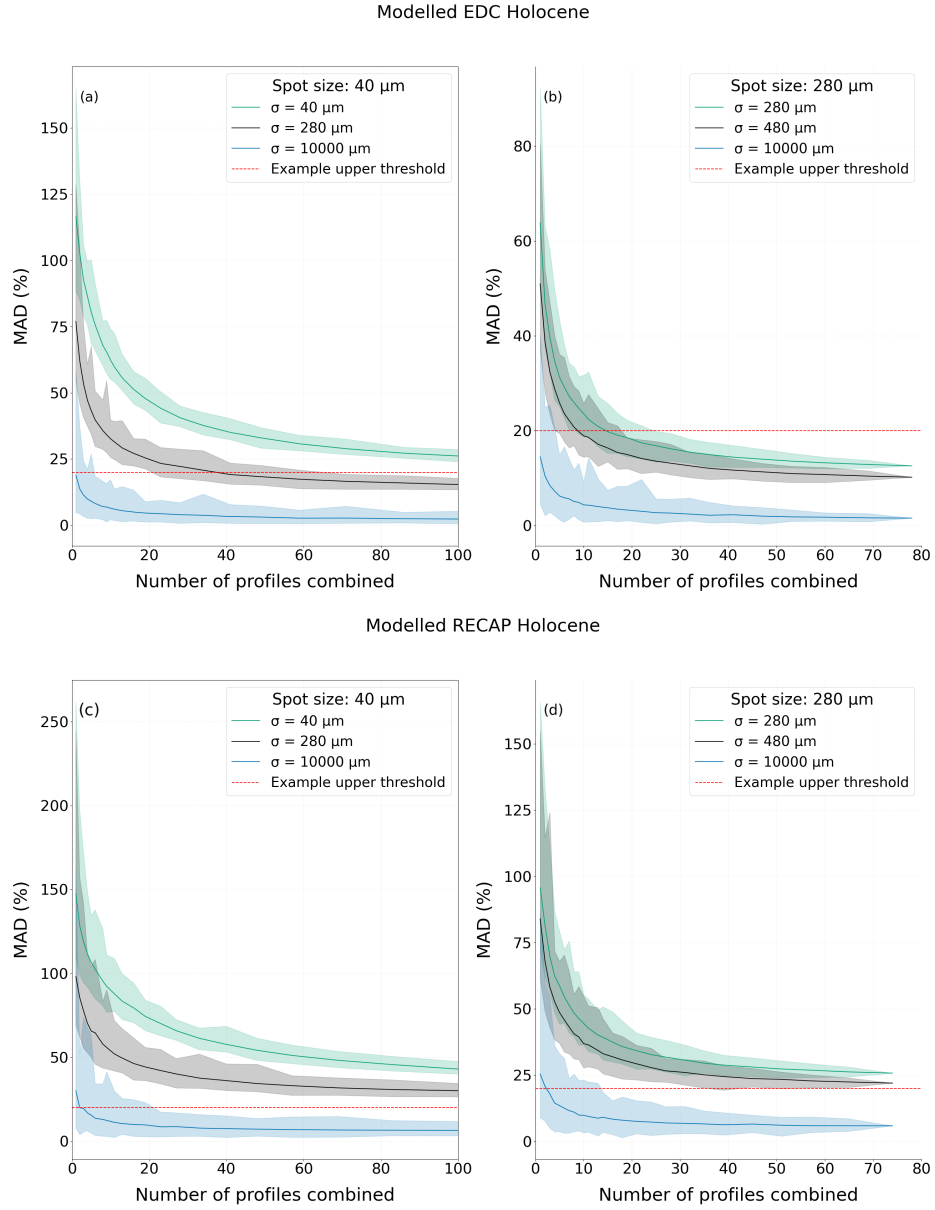 Modelled EDC Holocene
(a)
Spot size: 40 μm
σ = 40 μm
σ = 280 μm
σ = 10000 μm
Example upper threshold
MAD (%)
150
125
100
75
50
25
0
0 20 40 60 80 100
Number of profiles combined
(b)
Spot size: 280 μm
σ = 280 μm
σ = 480 μm
σ = 10000 μm
Example upper threshold
MAD (%)
80
60
40
20
0
0 10 20 30 40 50 60 70 80
Number of profiles combined
Modelled RECAP Holocene
(c)
Spot size: 40 μm
σ = 40 μm
σ = 280 μm
σ = 10000 μm
Example upper threshold
MAD (%)
250
200
150
100
50
0
0 20 40 60 80 100
Number of profiles combined
(d)
Spot size: 280 μm
σ = 280 μm
σ = 480 μm
σ = 10000 μm
Example upper threshold
MAD (%)
150
125
100
75
50
25
0
0 10 20 30 40 50 60 70 80
Number of profiles combined